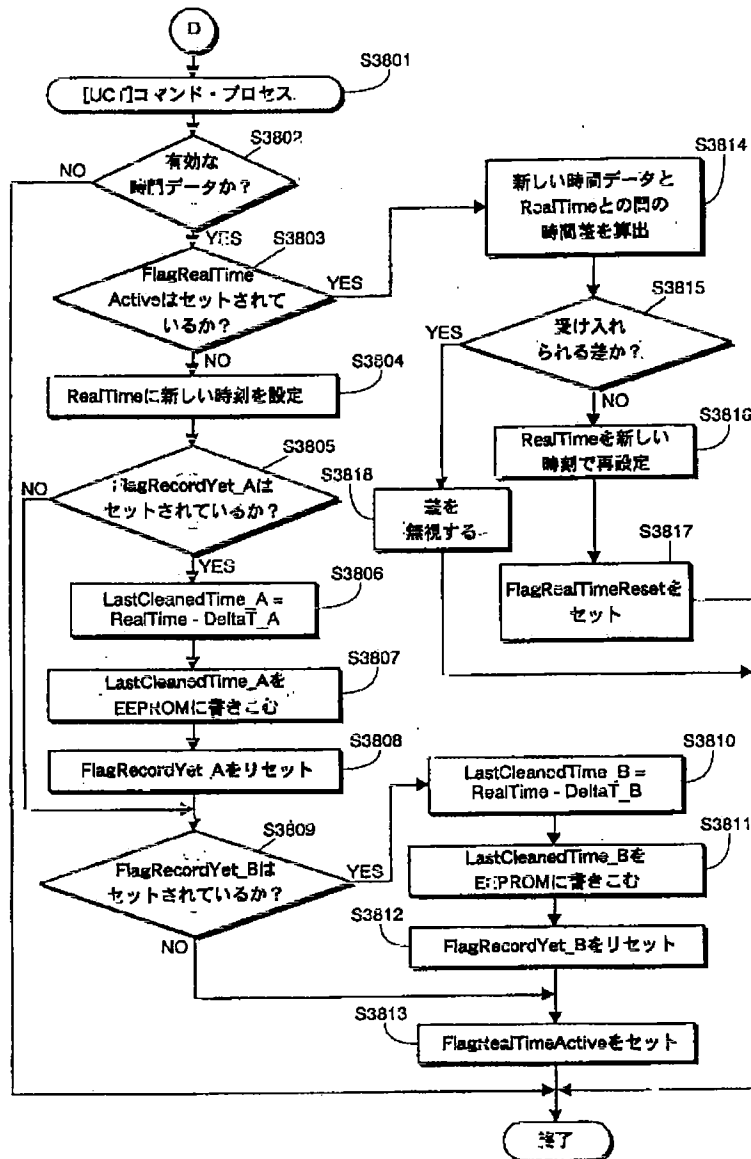 D
S3801
[UCT]コマンド・プロセス
S3802
有効な
時間データか?
NO
YES
S3803
FlagRealTime
Activeはセットされて
いるか?
YES
NO
S3804
RealTimeに新しい時刻を設定
S3805
FlagRecordYet_Aは
セットされているか?
NO
YES
S3806
LastCleanedTime_A =
RealTime - DeltaT_A
S3807
LastCleanedTime_Aを
EEPROMに書きこむ
S3808
FlagRecordYet_Aをリセット
S3809
FlagRecordYet_Bは
セットされているか?
YES
NO
S3810
LastCleanedTime_B =
RealTime - DeltaT_B
S3811
LastCleanedTime_Bを
EEPROMに書きこむ
S3812
FlagRecordYet_Bをリセット
S3813
FlagRealTimeActiveをセット
S3814
新しい時間データと
RealTimeとの間の
時間差を算出
S3815
受け入れ
られる差か?
YES
NO
S3816
RealTimeを新しい
時刻で再設定
S3817
FlagRealTimeResetを
セット
S3818
差を
無視する
終了